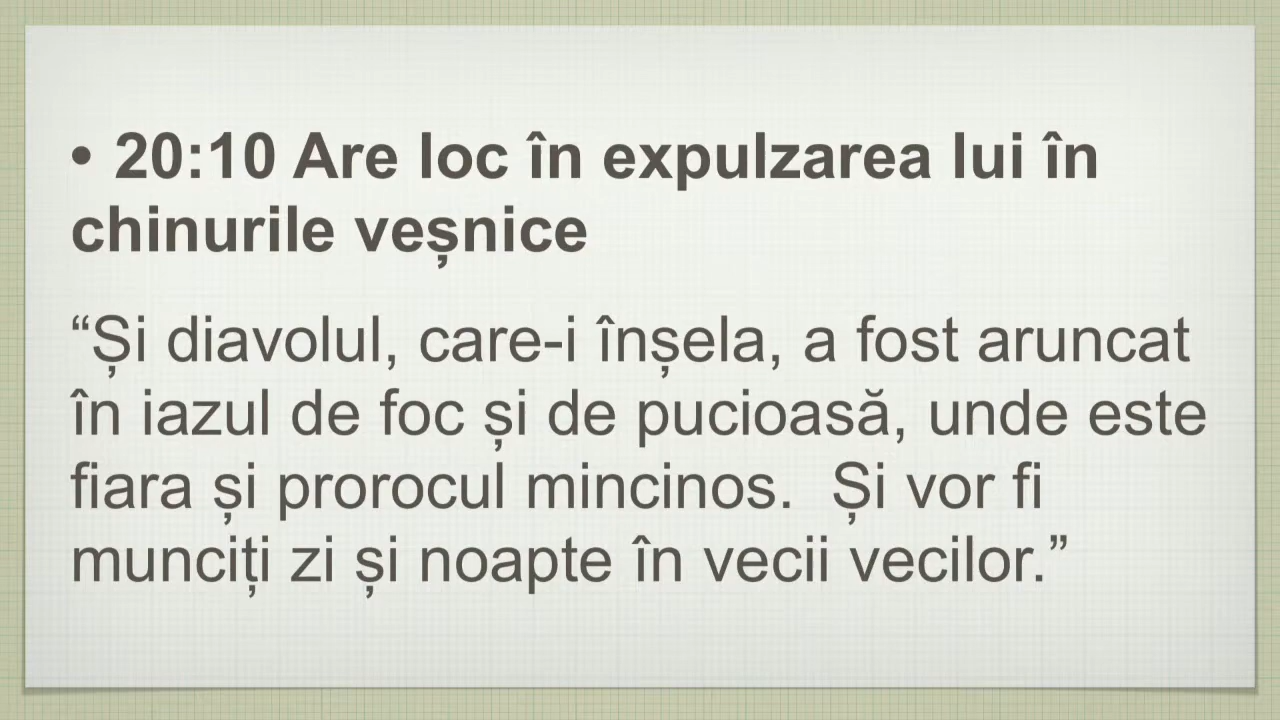 • 20:10 Are loc în expulzarea lui în
chinurile veșnice
“Și diavolul, care-i înșela, a fost aruncat
în iazul de foc și de pucioasă, unde este
fiara și prorocul mincinos.  Și vor fi
munciți zi și noapte în vecii vecilor.”